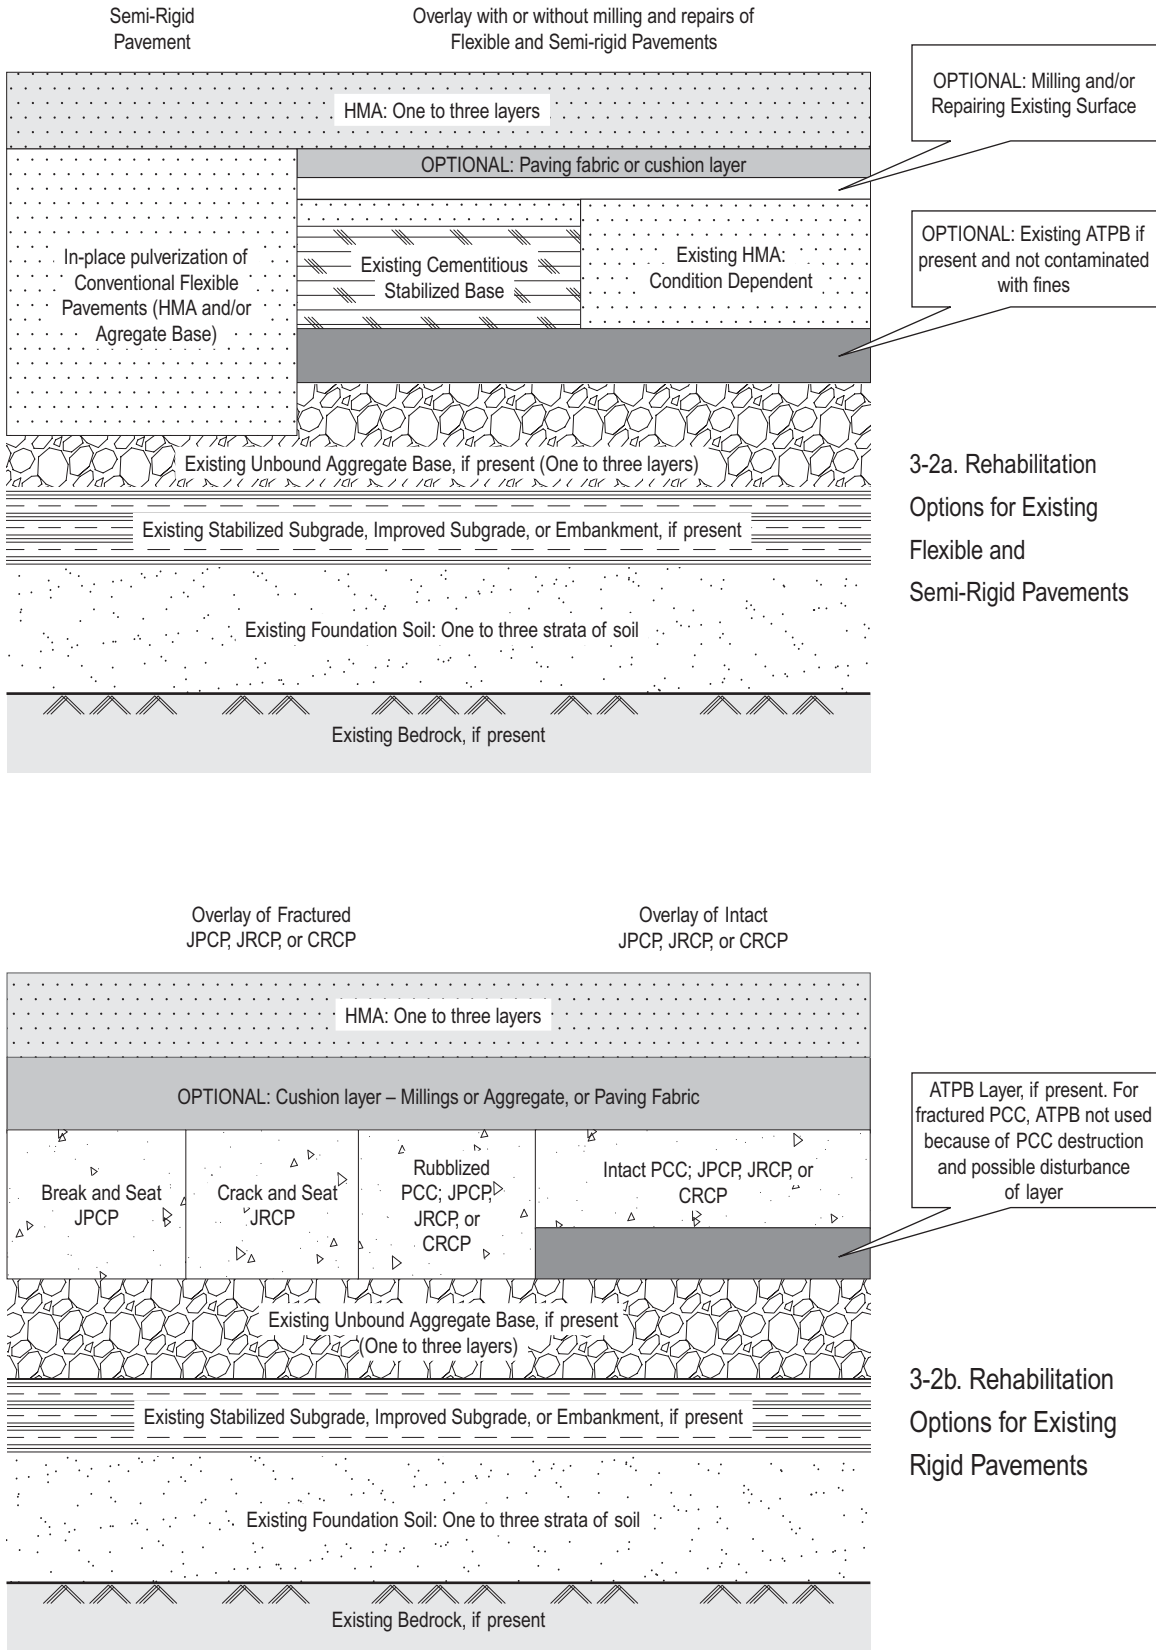 Semi-Rigid
Pavement
Overlay with or without milling and repairs of
Flexible and Semi-rigid Pavements
HMA: One to three layers
OPTIONAL: Milling and/or
Repairing Existing Surface
OPTIONAL: Paving fabric or cushion layer
In-place pulverization of
Conventional Flexible
Pavements (HMA and/or
Agregate Base)
Existing Cementitious
Stabilized Base
Existing HMA:
Condition Dependent
OPTIONAL: Existing ATPB if
present and not contaminated
with fines
Existing Unbound Aggregate Base, if present (One to three layers)
Existing Stabilized Subgrade, Improved Subgrade, or Embankment, if present
Existing Foundation Soil: One to three strata of soil
Existing Bedrock, if present
3-2a. Rehabilitation
Options for Existing
Flexible and
Semi-Rigid Pavements
Overlay of Fractured
JPCP, JRCP, or CRCP
Overlay of Intact
JPCP, JRCP, or CRCP
HMA: One to three layers
OPTIONAL: Cushion layer – Millings or Aggregate, or Paving Fabric
Break and Seat
JPCP
Crack and Seat
JRCP
Rubblized
PCC; JPCP,
JRCP, or
CRCP
Intact PCC; JPCP, JRCP, or
CRCP
ATPB Layer, if present. For
fractured PCC, ATPB not used
because of PCC destruction
and possible disturbance
of layer
Existing Unbound Aggregate Base, if present
(One to three layers)
Existing Stabilized Subgrade, Improved Subgrade, or Embankment, if present
Existing Foundation Soil: One to three strata of soil
Existing Bedrock, if present
3-2b. Rehabilitation
Options for Existing
Rigid Pavements